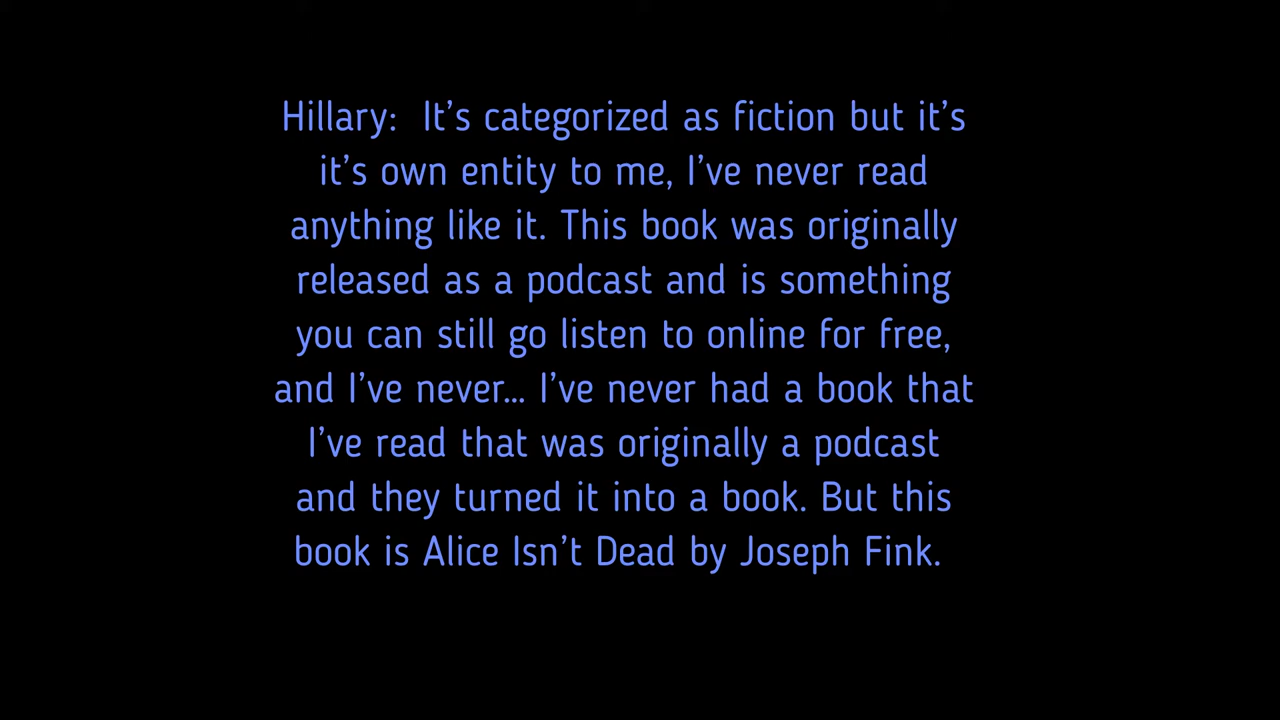 Hillary:  It’s categorized as fiction but it’s
it’s own entity to me, I’ve never read
anything like it. This book was originally
released as a podcast and is something
you can still go listen to online for free,
and I’ve never... I’ve never had a book that
I’ve read that was originally a podcast
and they turned it into a book. But this
book is Alice Isn’t Dead by Joseph Fink.